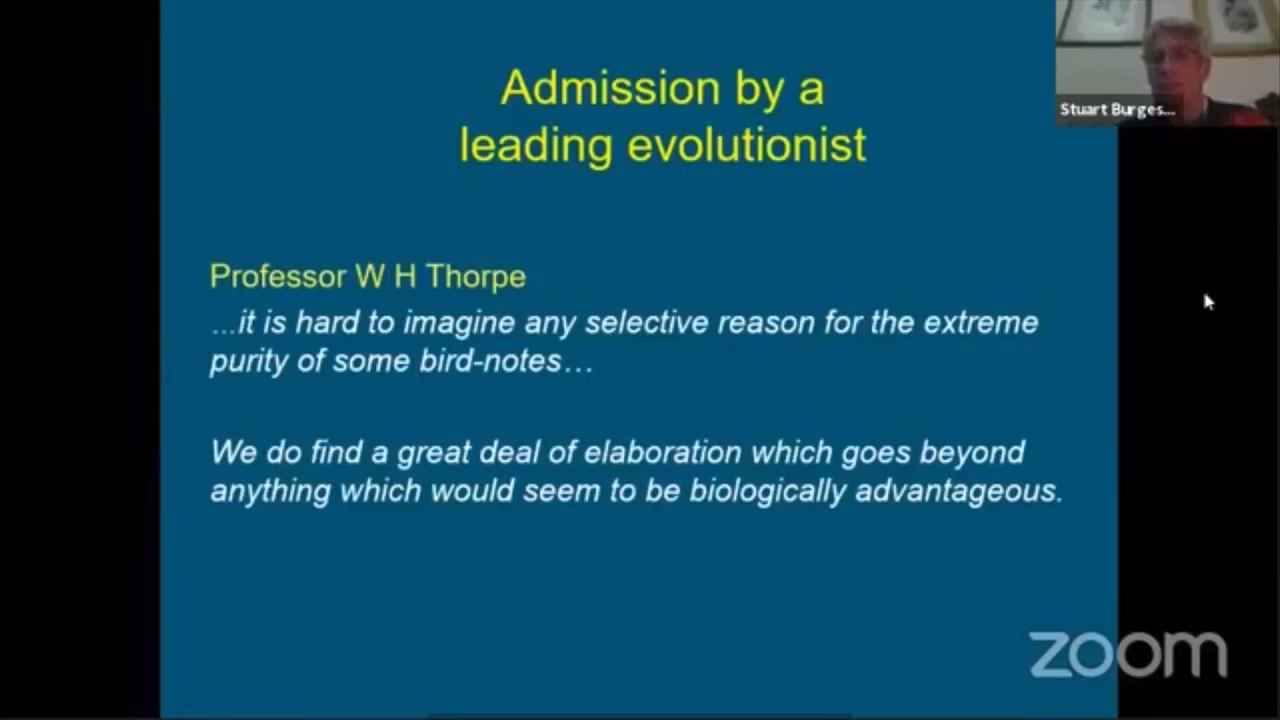 Admission by a
leading evolutionist
Stuart Burges...
Professor W H Thorpe
...it is hard to imagine any selective reason for the extreme
purity of some bird-notes…
We do find a great deal of elaboration which goes beyond
anything which would seem to be biologically advantageous.
zoom